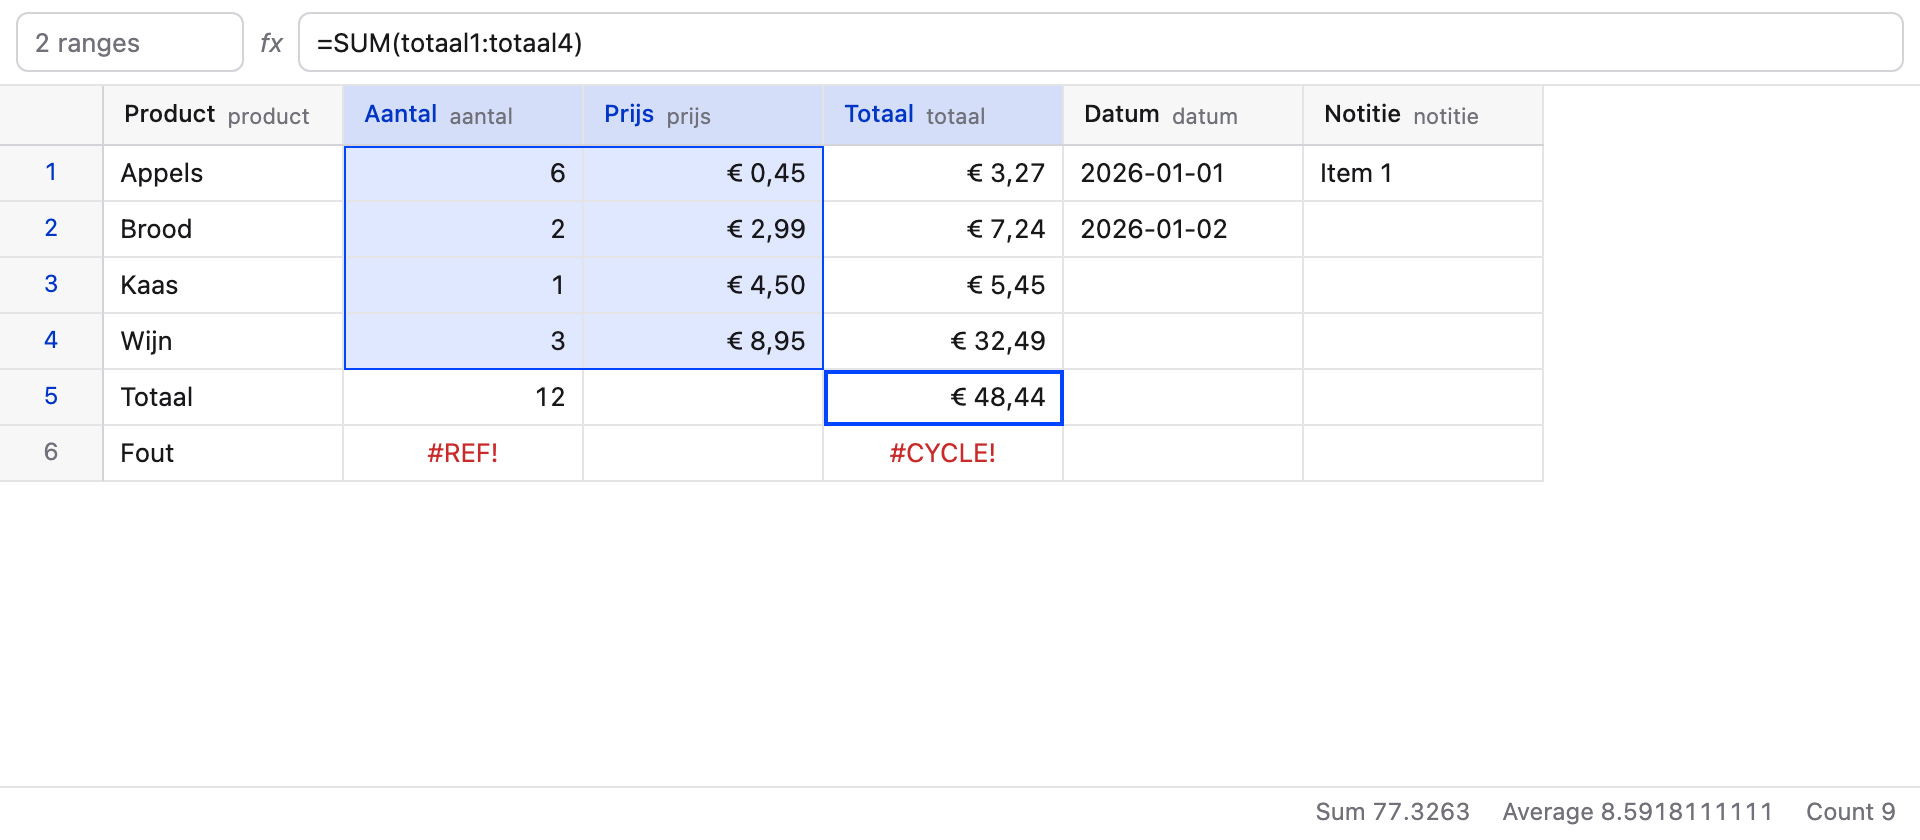 2 ranges fx =SUM(totaal1:totaal4)
Product product Aantal aantal Prijs prijs Totaal totaal Datum datum Notitie notitie
1 Appels 6 € 0,45 € 3,27 2026-01-01 Item 1
2 Brood 2 € 2,99 € 7,24 2026-01-02
3 Kaas 1 € 4,50 € 5,45
4 Wijn 3 € 8,95 € 32,49
5 Totaal 12 € 48,44
6 Fout #REF! #CYCLE!
Sum 77.3263 Average 8.5918111111 Count 9